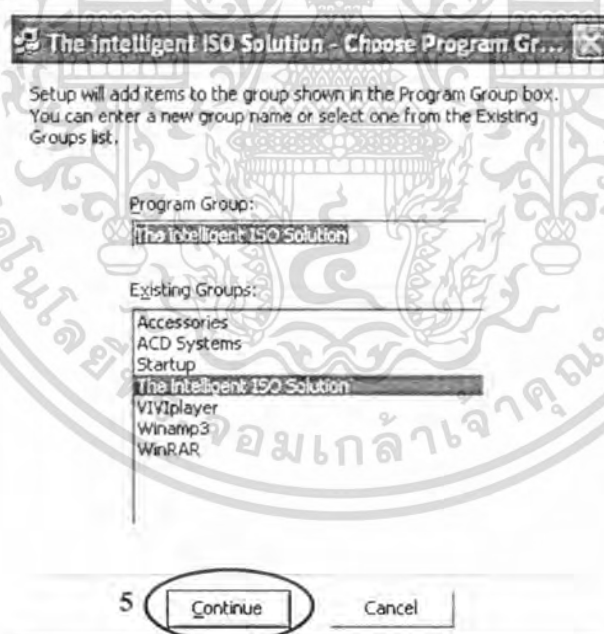 The intelligent ISO Solution - Choose Program Gr...
Setup will add items to the group shown in the Program Group box.
You can enter a new group name or select one from the Existing
Groups list.
Program Group:
The intelligent ISO Solution
Existing Groups:
Accessories
ACD Systems
Startup
The Intelligent ISO Solution
VIVIplayer
Winamp3
WinRAR
5
Continue
Cancel